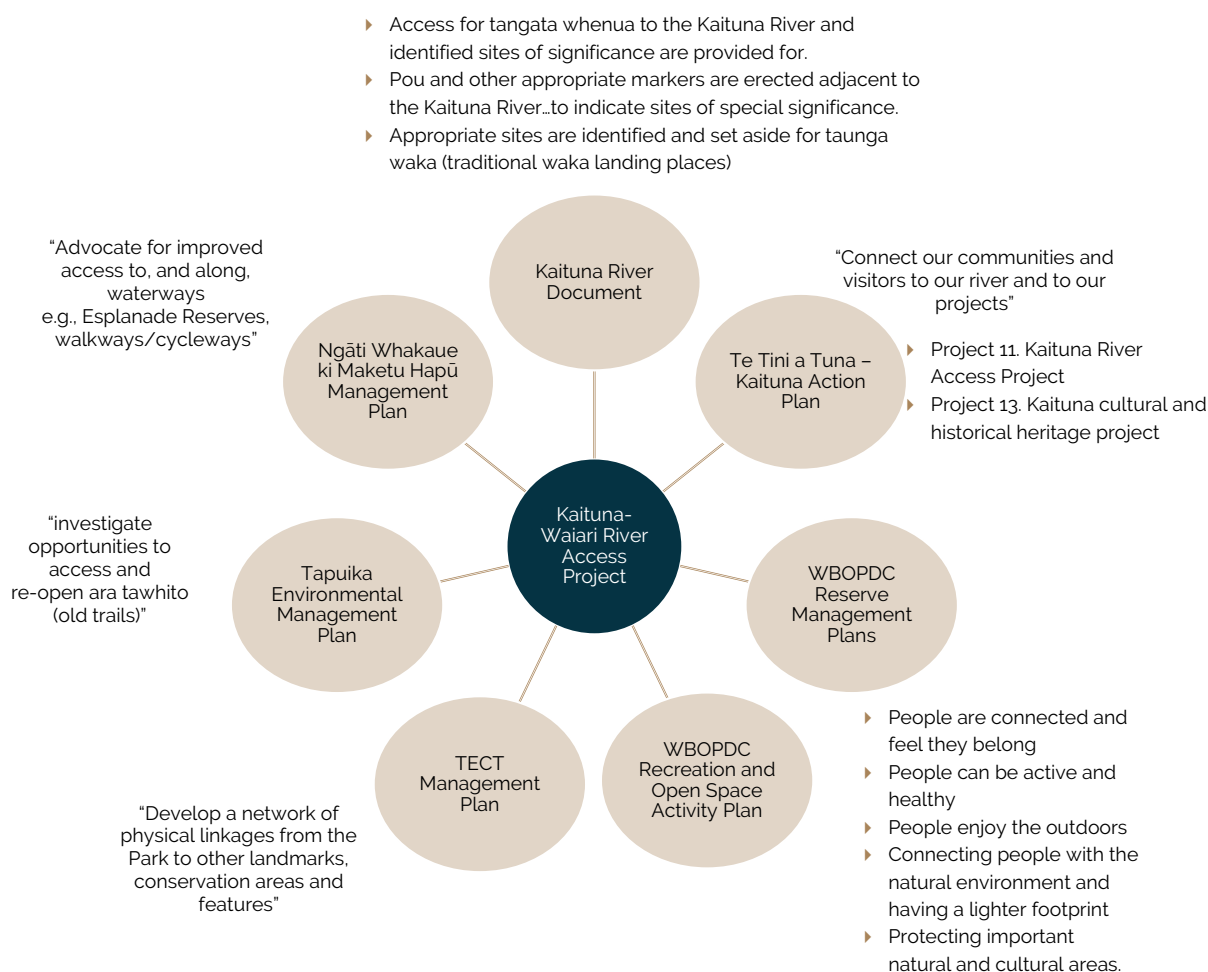 Access for tangata whenua to the Kaituna River and
identified sites of significance are provided for.
Pou and other appropriate markers are erected adjacent to
the Kaituna River…to indicate sites of special significance.
Appropriate sites are identified and set aside for taunga
waka (traditional waka landing places)
Kaituna River
Document
“Advocate for improved
access to, and along,
waterways
e.g., Esplanade Reserves,
walkways/cycleways”
Ngāti Whakaue
ki Maketu Hapū
Management
Plan
“Connect our communities and
visitors to our river and to our
projects”
Te Tini a Tuna –
Kaituna Action
Plan
Project 11. Kaituna River
Access Project
Project 13. Kaituna cultural and
historical heritage project
Kaituna-
Waiari River
Access
Project
“investigate
opportunities to
access and
re-open ara tawhito
(old trails)”
Tapuika
Environmental
Management
Plan
WBOPDC
Reserve
Management
Plans
TECT
Management
Plan
“Develop a network of
physical linkages from the
Park to other landmarks,
conservation areas and
features”
WBOPDC
Recreation and
Open Space
Activity Plan
People are connected and
feel they belong
People can be active and
healthy
People enjoy the outdoors
Connecting people with the
natural environment and
having a lighter footprint
Protecting important
natural and cultural areas.